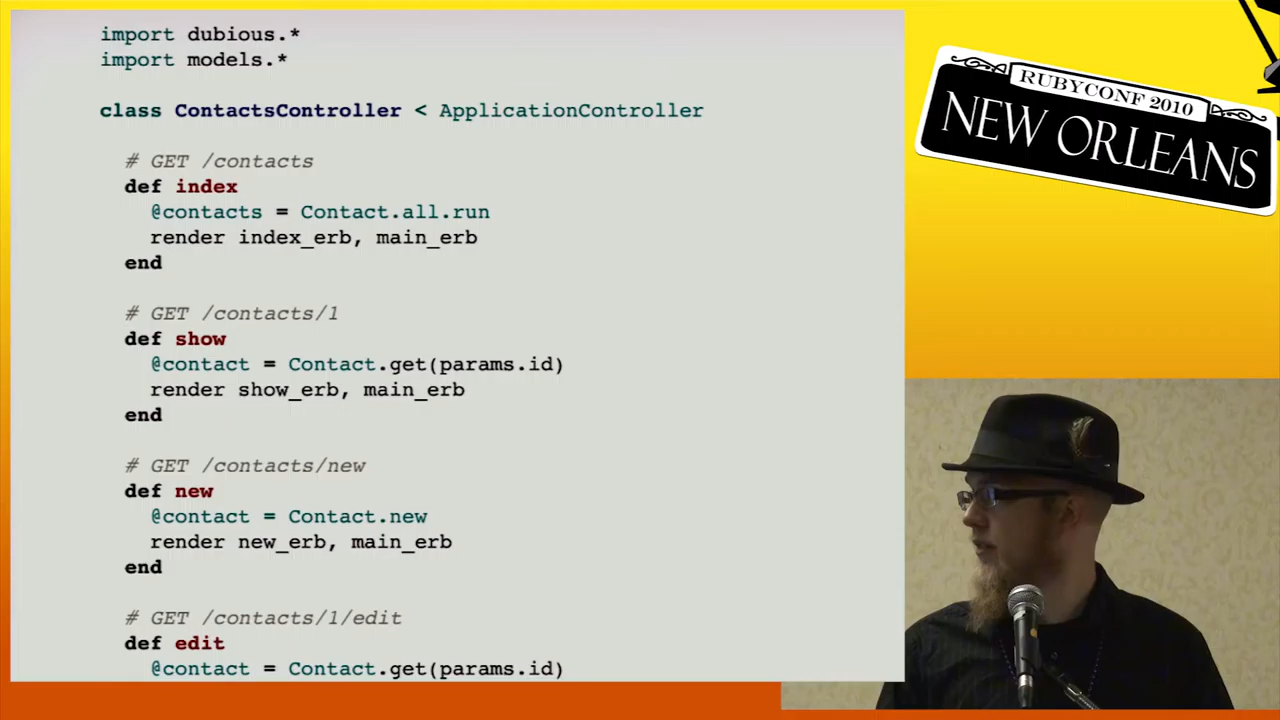 import dubious.*
import models.*
class ContactsController < ApplicationController
# GET /contacts
def index
@contacts = Contact.all.run
render index_erb, main_erb
end
# GET /contacts/1
def show
@contact = Contact.get(params.id)
render show_erb, main_erb
end
# GET /contacts/new
def new
@contact = Contact.new
render new_erb, main_erb
end
# GET /contacts/1/edit
def edit
@contact = Contact.get(params.id)
RUBYCONF 2010
NEW ORLEANS